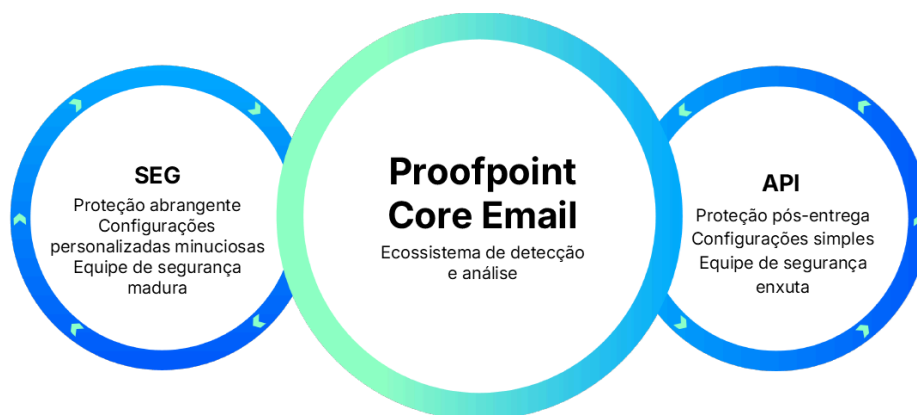 SEG
Proteção abrangente
Configurações
personalizadas minuciosas
Equipe de segurança
madura
Proofpoint
Core Email
Ecossistema de detecção
e análise
API
Proteção pós-entrega
Configurações simples
Equipe de segurança
enxuta